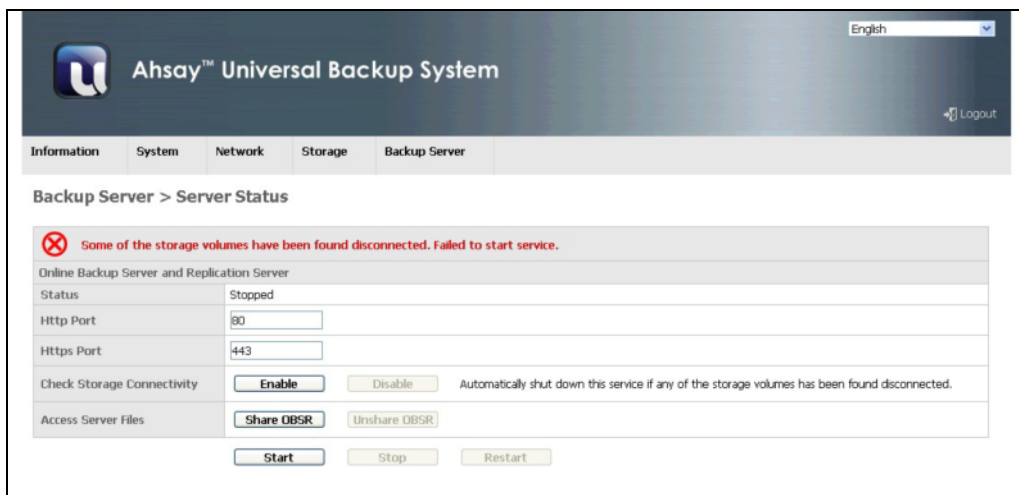 English
Ahsay™ Universal Backup System
Logout
Information System Network Storage Backup Server
Backup Server > Server Status
Some of the storage volumes have been found disconnected. Failed to start service.
Online Backup Server and Replication Server
Status Stopped
Http Port 80
Https Port 443
Check Storage Connectivity Enable Disable Automatically shut down this service if any of the storage volumes has been found disconnected.
Access Server Files Share OBSR Unshare OBSR
Start Stop Restart